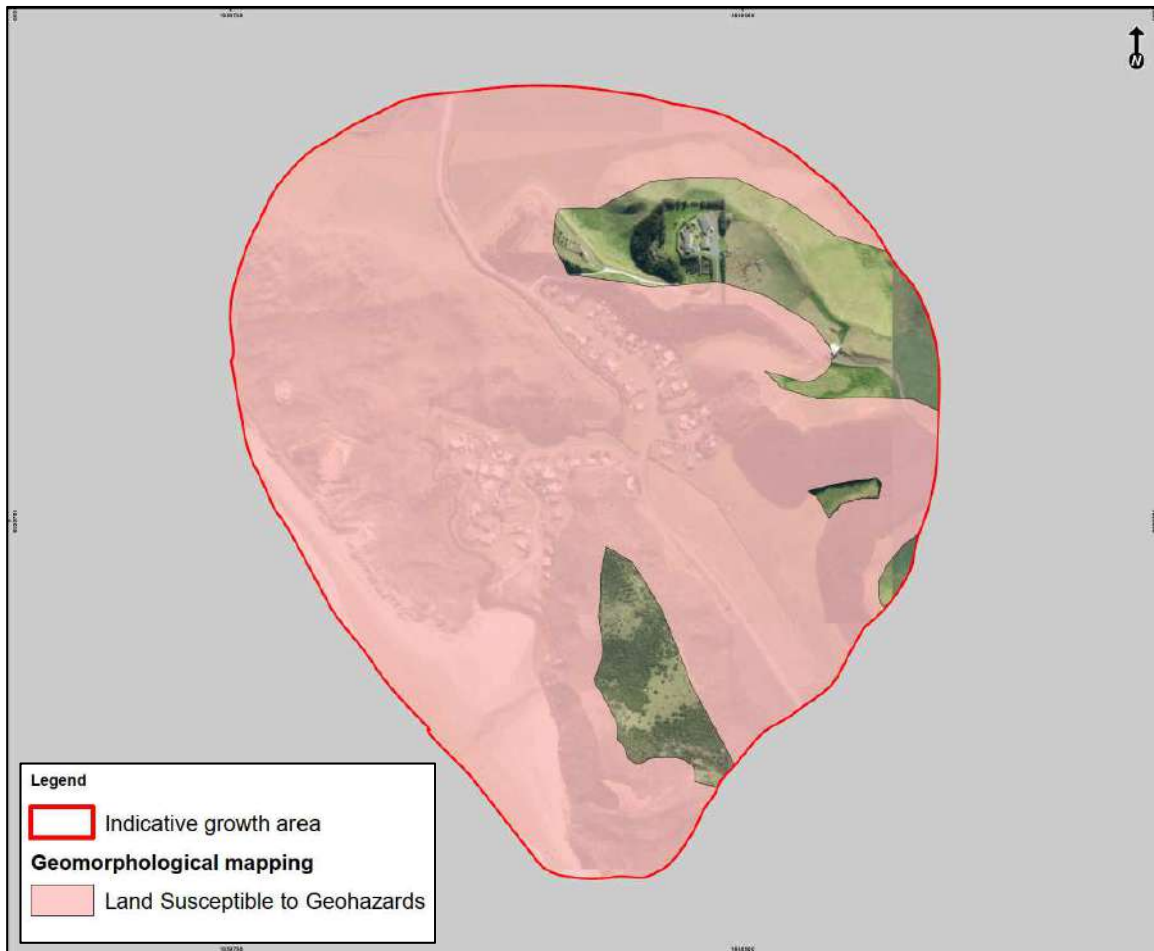 N
Legend
Indicative growth area
Geomorphological mapping
Land Susceptible to Geohazards